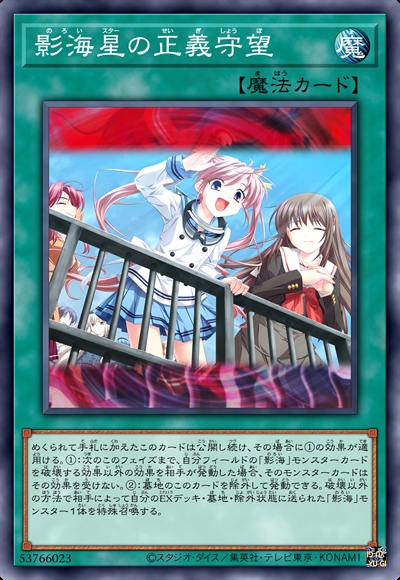 影海星の正義守望
魔
【魔法カード】
めくられて手札に加えたこのカードは公開し続け、その場合に①の効果が適
用ける。①:次のこのフェイズまで、自分フィールドの「影海」モンスターカード
を破壊する効果以外の効果を相手が発動した場合、そのモンスターカードは
その効果を受けない。②:墓地のこのカードを除外して発動できる。破壊以外
の方法で相手によって自分のEXデッキ・墓地・除外状態に送られた「影海」モ
ンスター1体を特殊召喚する。
53766023
©スタジオ・ダイス/集英社・テレビ東京・KONAMI